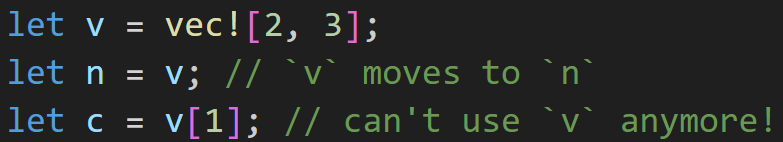 let v = vec![2, 3];
let n = v; // `v` moves to `n`
let c = v[1]; // can't use `v` anymore!